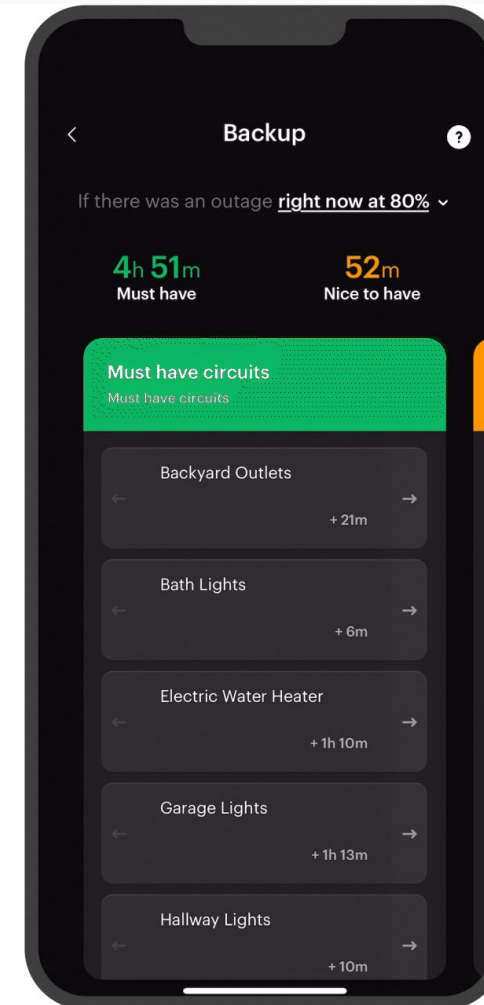 Backup
?
If there was an outage right now at 80%
4h 51m
52m
Must have
Nice to have
Must have circuits
Must have circuits
Backyard Outlets
+ 21m
Bath Lights
+ 6m
Electric Water Heater
+ 1h 10m
Garage Lights
+ 1h 13m
Hallway Lights
+ 10m